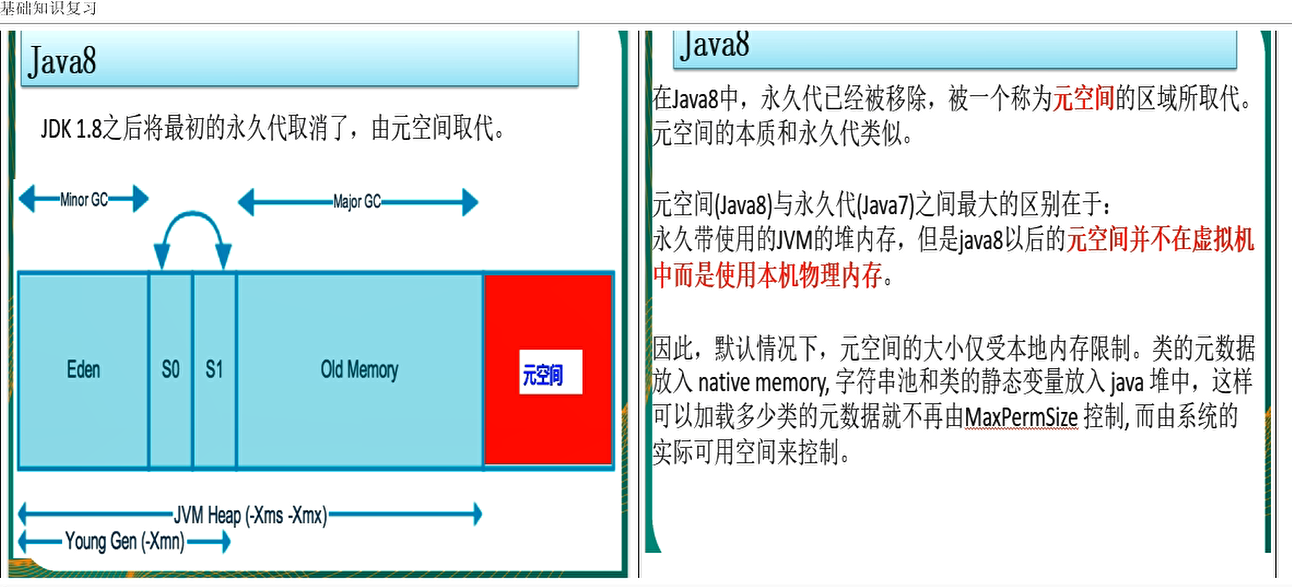 基础知识复习
Java8
JDK 1.8之后将最初的永久代取消了，由元空间取代。
Minor GC
Major GC
Eden
S0
S1
Old Memory
元空间
JVM Heap (-Xms -Xmx)
Young Gen (-Xmn)
Java8
在Java8中，永久代已经被移除，被一个称为元空间的区域所取代。
元空间的本质和永久代类似。
元空间(Java8)与永久代(Java7)之间最大的区别在于：
永久带使用的JVM的堆内存，但是java8以后的元空间并不在虚拟机
中而是使用本机物理内存。
因此，默认情况下，元空间的大小仅受本地内存限制。类的元数据
放入 native memory, 字符串池和类的静态变量放入 java 堆中，这样
可以加载多少类的元数据就不再由MaxPermSize 控制, 而由系统的
实际可用空间来控制。